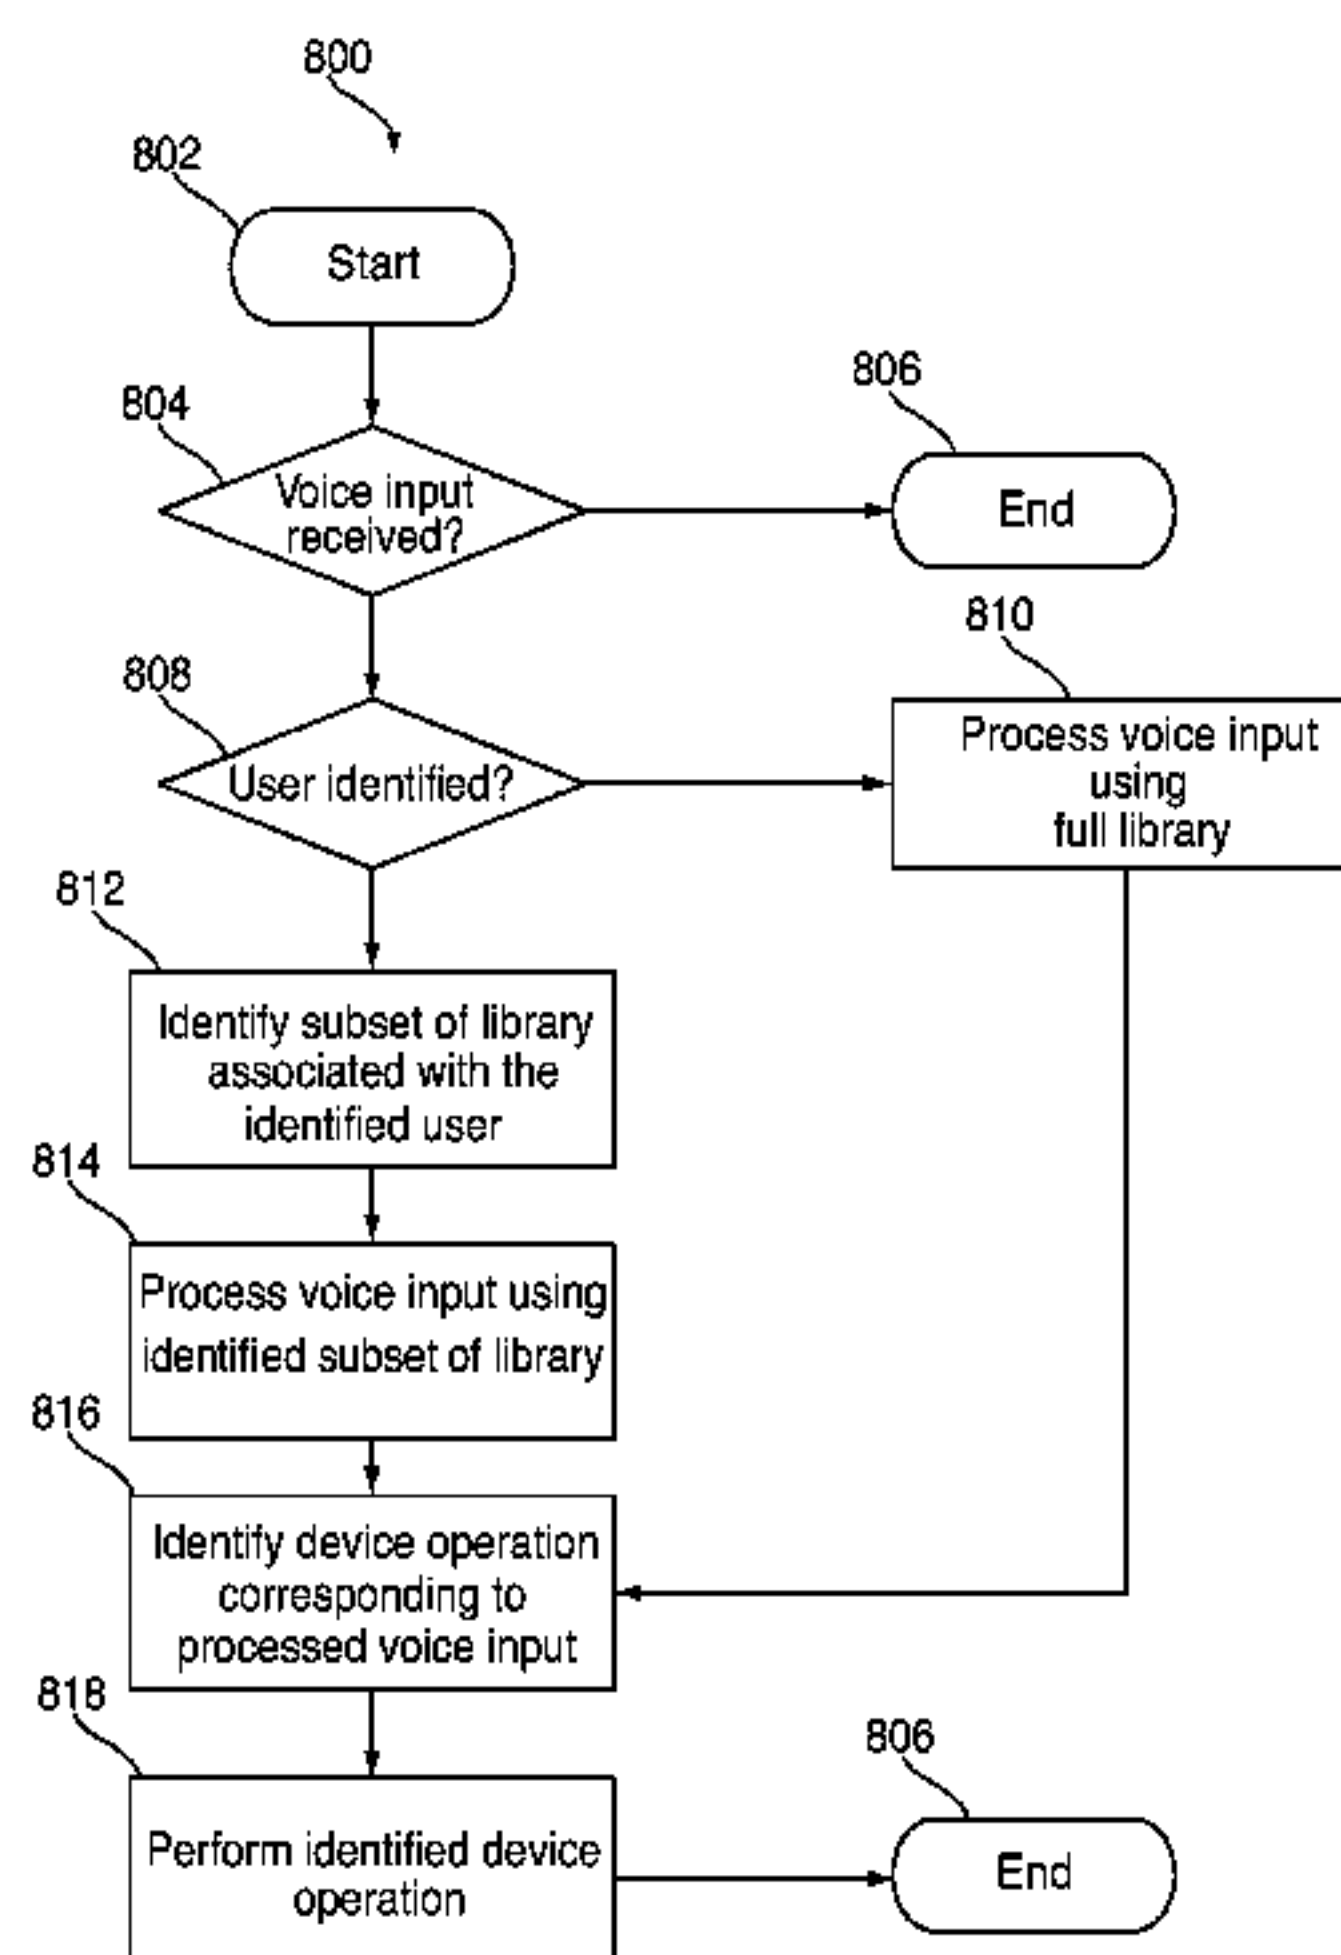 800
802
Start
804
Voice input
received?
806
End
808
User identified?
810
Process voice input
using
full library
812
Identify subset of library
associated with the
identified user
814
Process voice input using
identified subset of library
816
Identify device operation
corresponding to
processed voice input
818
Perform identified device
operation
806
End